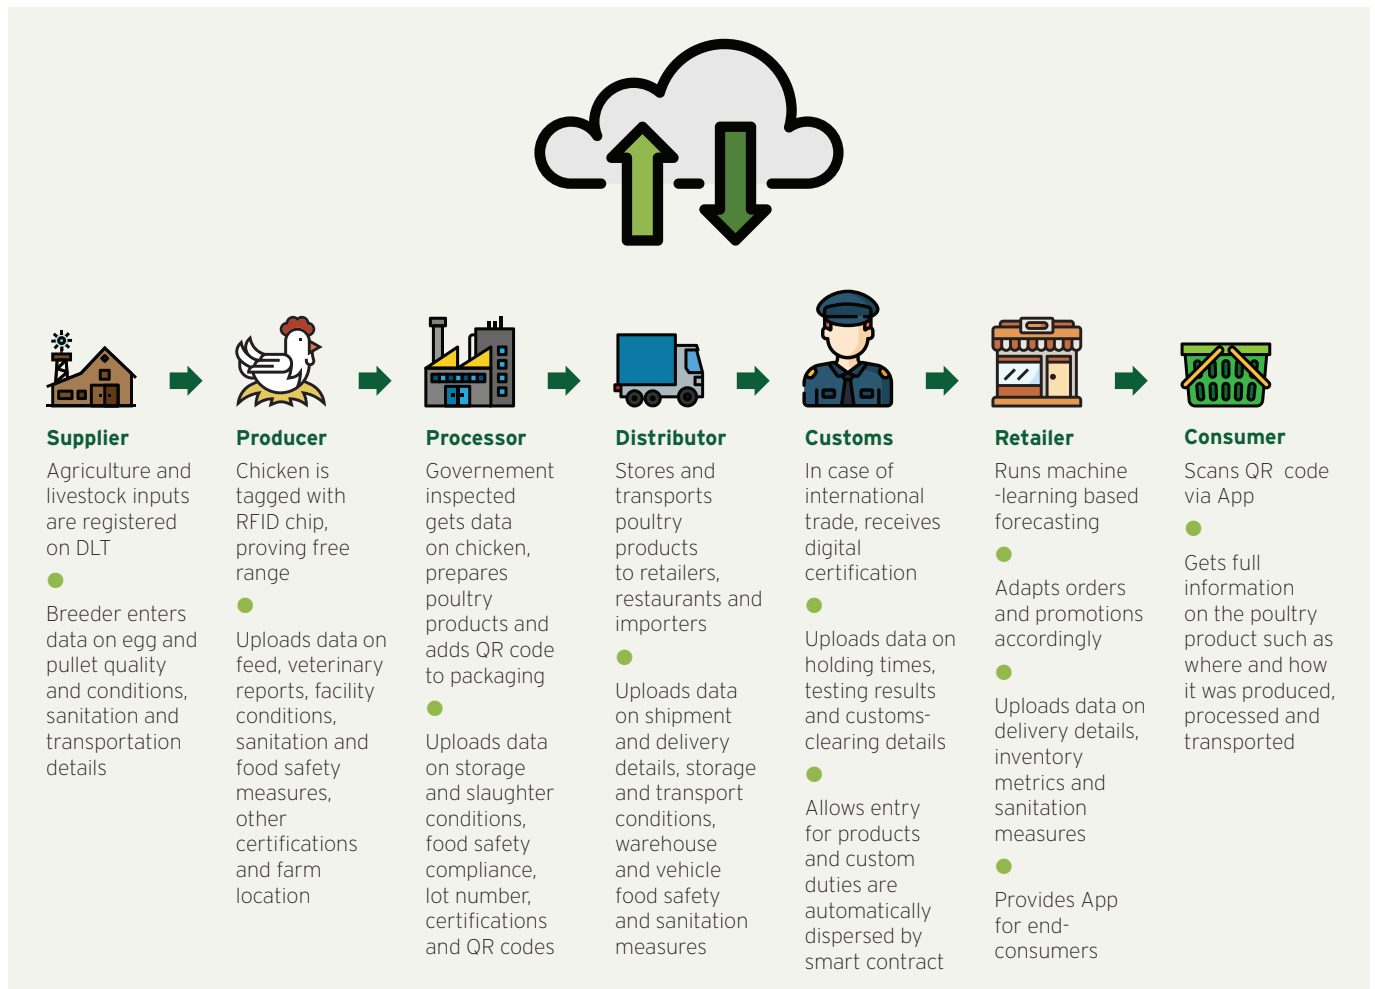 Supplier
Agriculture and
livestock inputs
are registered
on DLT
Breeder enters
data on egg and
pullet quality
and conditions,
sanitation and
transportation
details
Producer
Chicken is
tagged with
RFID chip,
proving free
range
Uploads data on
feed, veterinary
reports, facility
conditions,
sanitation and
food safety
measures,
other
certifications
and farm
location
Processor
Governement
inspected
gets data
on chicken,
prepares
poultry
products and
adds QR code
to packaging
Uploads data
on storage
and slaughter
conditions,
food safety
compliance,
lot number,
certifications
and QR codes
Distributor
Stores and
transports
poultry
products
to retailers,
restaurants and
importers
Uploads data
on shipment
and delivery
details, storage
and transport
conditions,
warehouse
and vehicle
food safety
and sanitation
measures
Customs
In case of
international
trade, receives
digital
certification
Uploads data on
holding times,
testing results
and customs-
clearing details
Allows entry
for products
and custom
duties are
automatically
dispersed by
smart contract
Retailer
Runs machine
-learning based
forecasting
Adapts orders
and promotions
accordingly
Uploads data on
delivery details,
inventory
metrics and
sanitation
measures
Provides App
for end-
consumers
Consumer
Scans QR code
via App
Gets full
information
on the poultry
product such as
where and how
it was produced,
processed and
transported